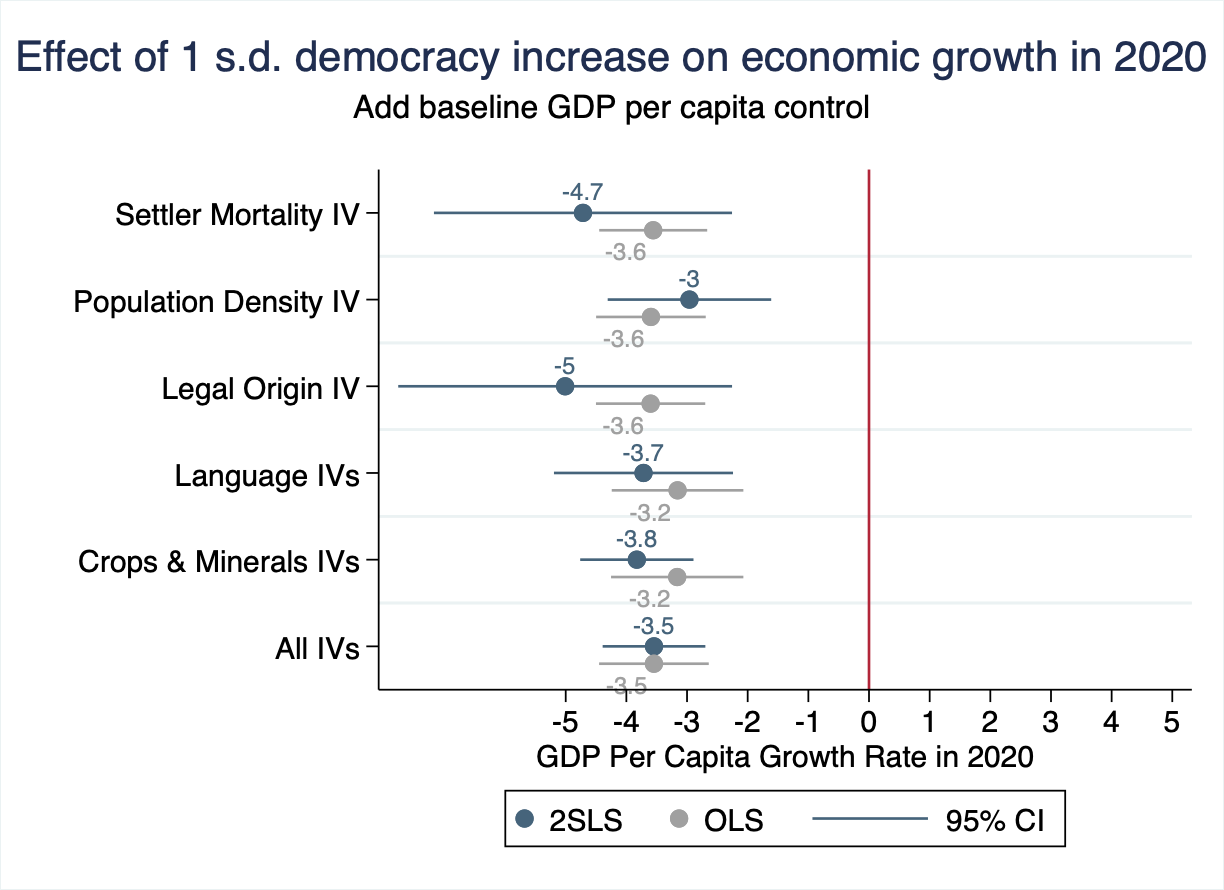 Effect of 1 s.d. democracy increase on economic growth in 2020
Add baseline GDP per capita control
-4.7
Settler Mortality IV
-3.6
-3
Population Density IV
-3.6
-5
Legal Origin IV
-3.6
-3.7
Language IVs
-3.2
-3.8
Crops & Minerals IVs
-3.2
-3.5
All IVs
-3.5
-5 -4 -3 -2 -1 0 1 2 3 4 5
GDP Per Capita Growth Rate in 2020
2SLS OLS 95% CI